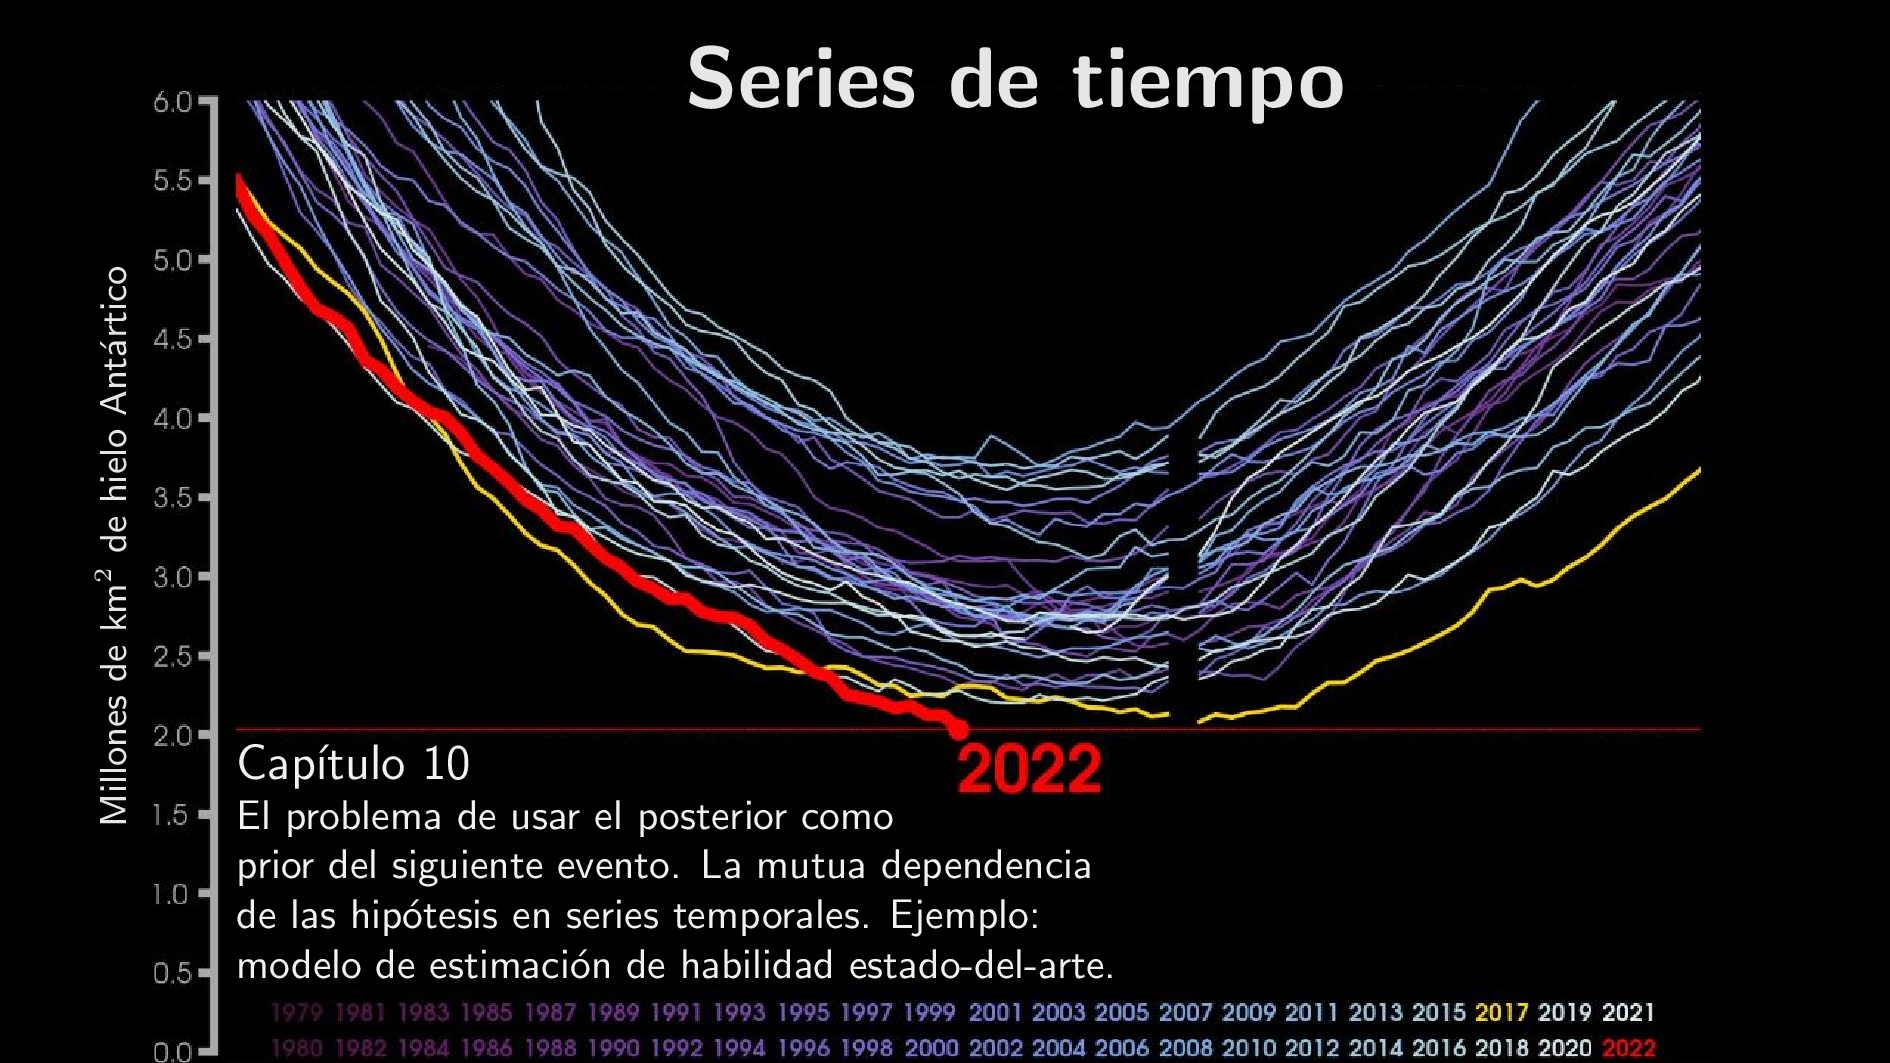 Series de tiempo
Millones de km² de hielo Antártico
6.0
5.5
5.0
4.5
4.0
3.5
3.0
2.5
2.0
1.5
1.0
0.5
0.0
2022
Capítulo 10
El problema de usar el posterior como
prior del siguiente evento. La mutua dependencia
de las hipótesis en series temporales. Ejemplo:
modelo de estimación de habilidad estado-del-arte.
1979 1981 1983 1985 1987 1989 1991 1993 1995 1997 1999 2001 2003 2005 2007 2009 2011 2013 2015 2017 2019 2021
1980 1982 1984 1986 1988 1990 1992 1994 1996 1998 2000 2002 2004 2006 2008 2010 2012 2014 2016 2018 2020 2022